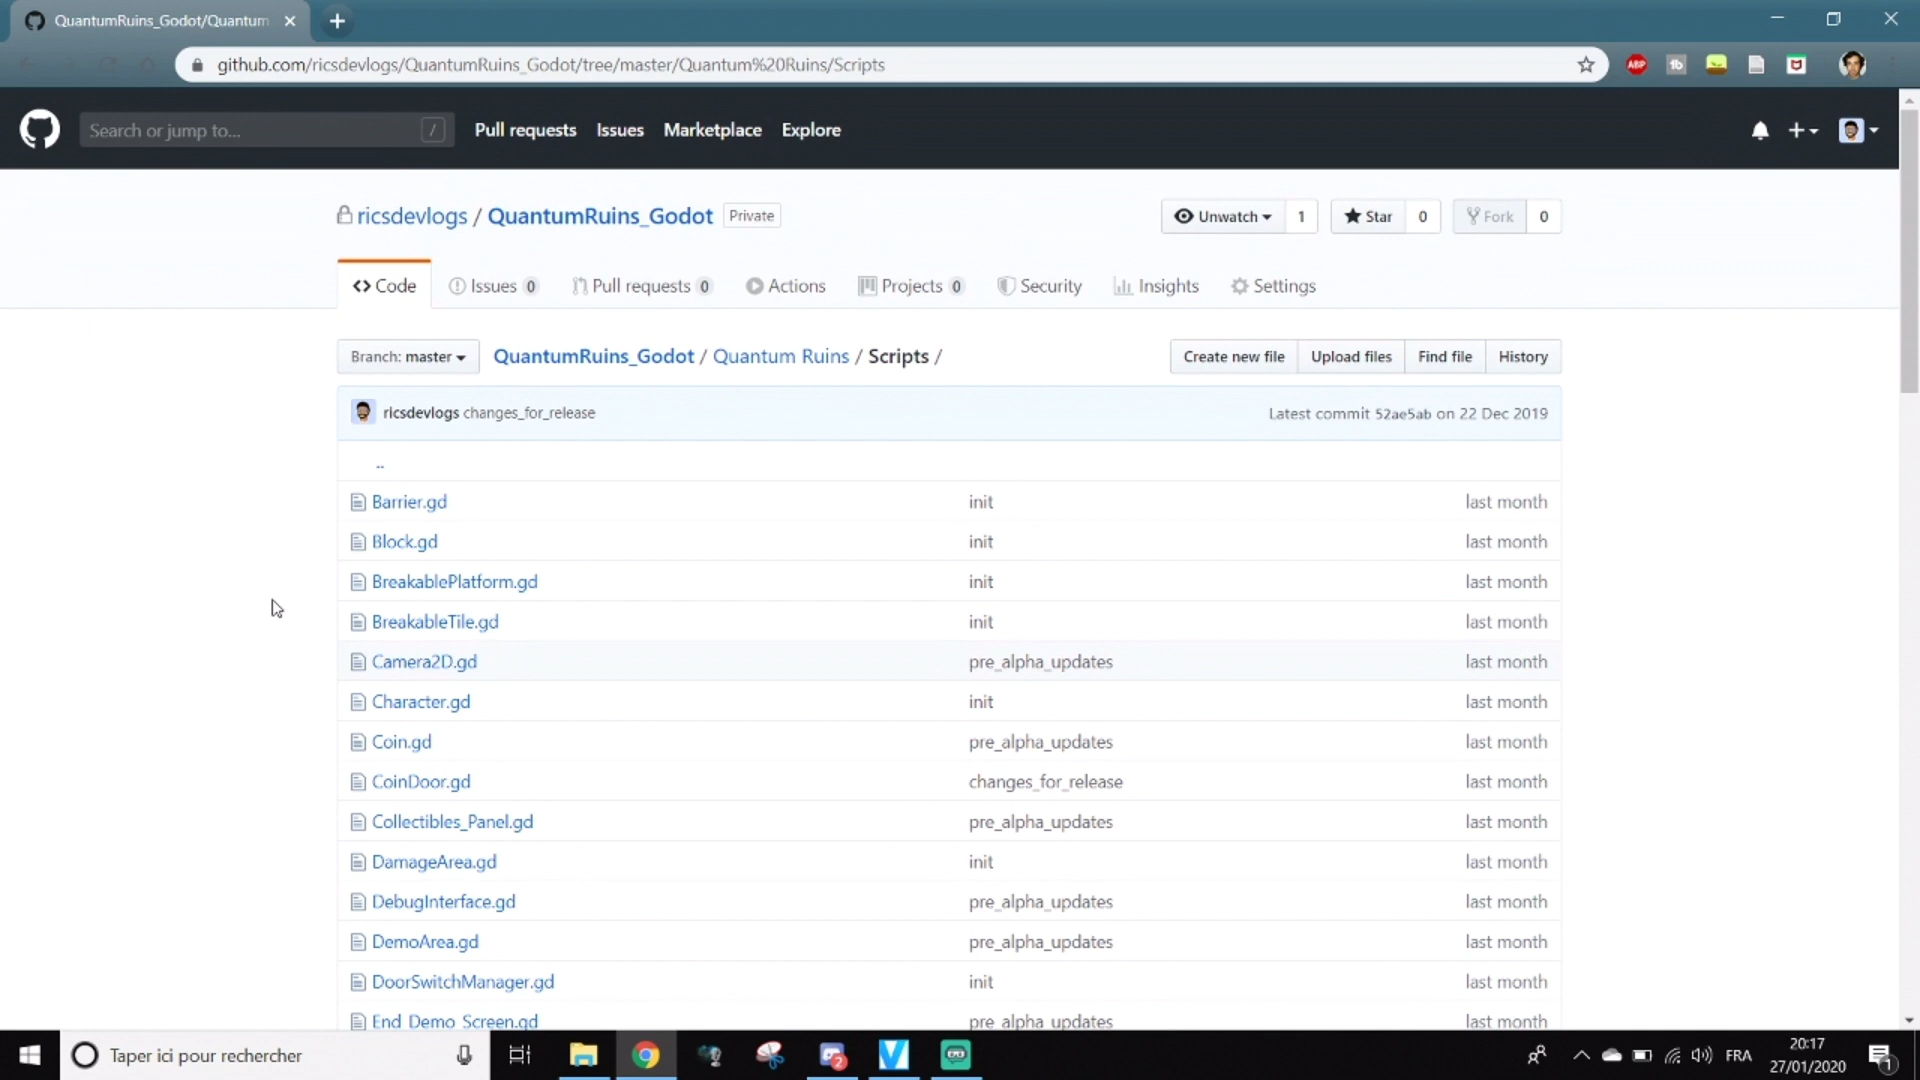 QuantumRuins_Godot/Quantum
github.com/ricsdevlogs/QuantumRuins_Godot/tree/master/Quantum%20Ruins/Scripts
ABP
Search or jump to...
/
Pull requests
Issues
Marketplace
Explore
ricsdevlogs / QuantumRuins_Godot
Private
Unwatch
1
Star
0
Fork
0
Code
Issues 0
Pull requests 0
Actions
Projects 0
Security
Insights
Settings
Branch: master
QuantumRuins_Godot / Quantum Ruins / Scripts /
Create new file
Upload files
Find file
History
ricsdevlogs changes_for_release
Latest commit 52ae5ab on 22 Dec 2019
..
Barrier.gd init last month
Block.gd init last month
BreakablePlatform.gd init last month
BreakableTile.gd init last month
Camera2D.gd pre_alpha_updates last month
Character.gd init last month
Coin.gd pre_alpha_updates last month
CoinDoor.gd changes_for_release last month
Collectibles_Panel.gd pre_alpha_updates last month
DamageArea.gd init last month
DebugInterface.gd pre_alpha_updates last month
DemoArea.gd pre_alpha_updates last month
DoorSwitchManager.gd init last month
End_Demo_Screen.gd pre_alpha_updates last month
Taper ici pour rechercher
2
FRA
20:17
27/01/2020
1